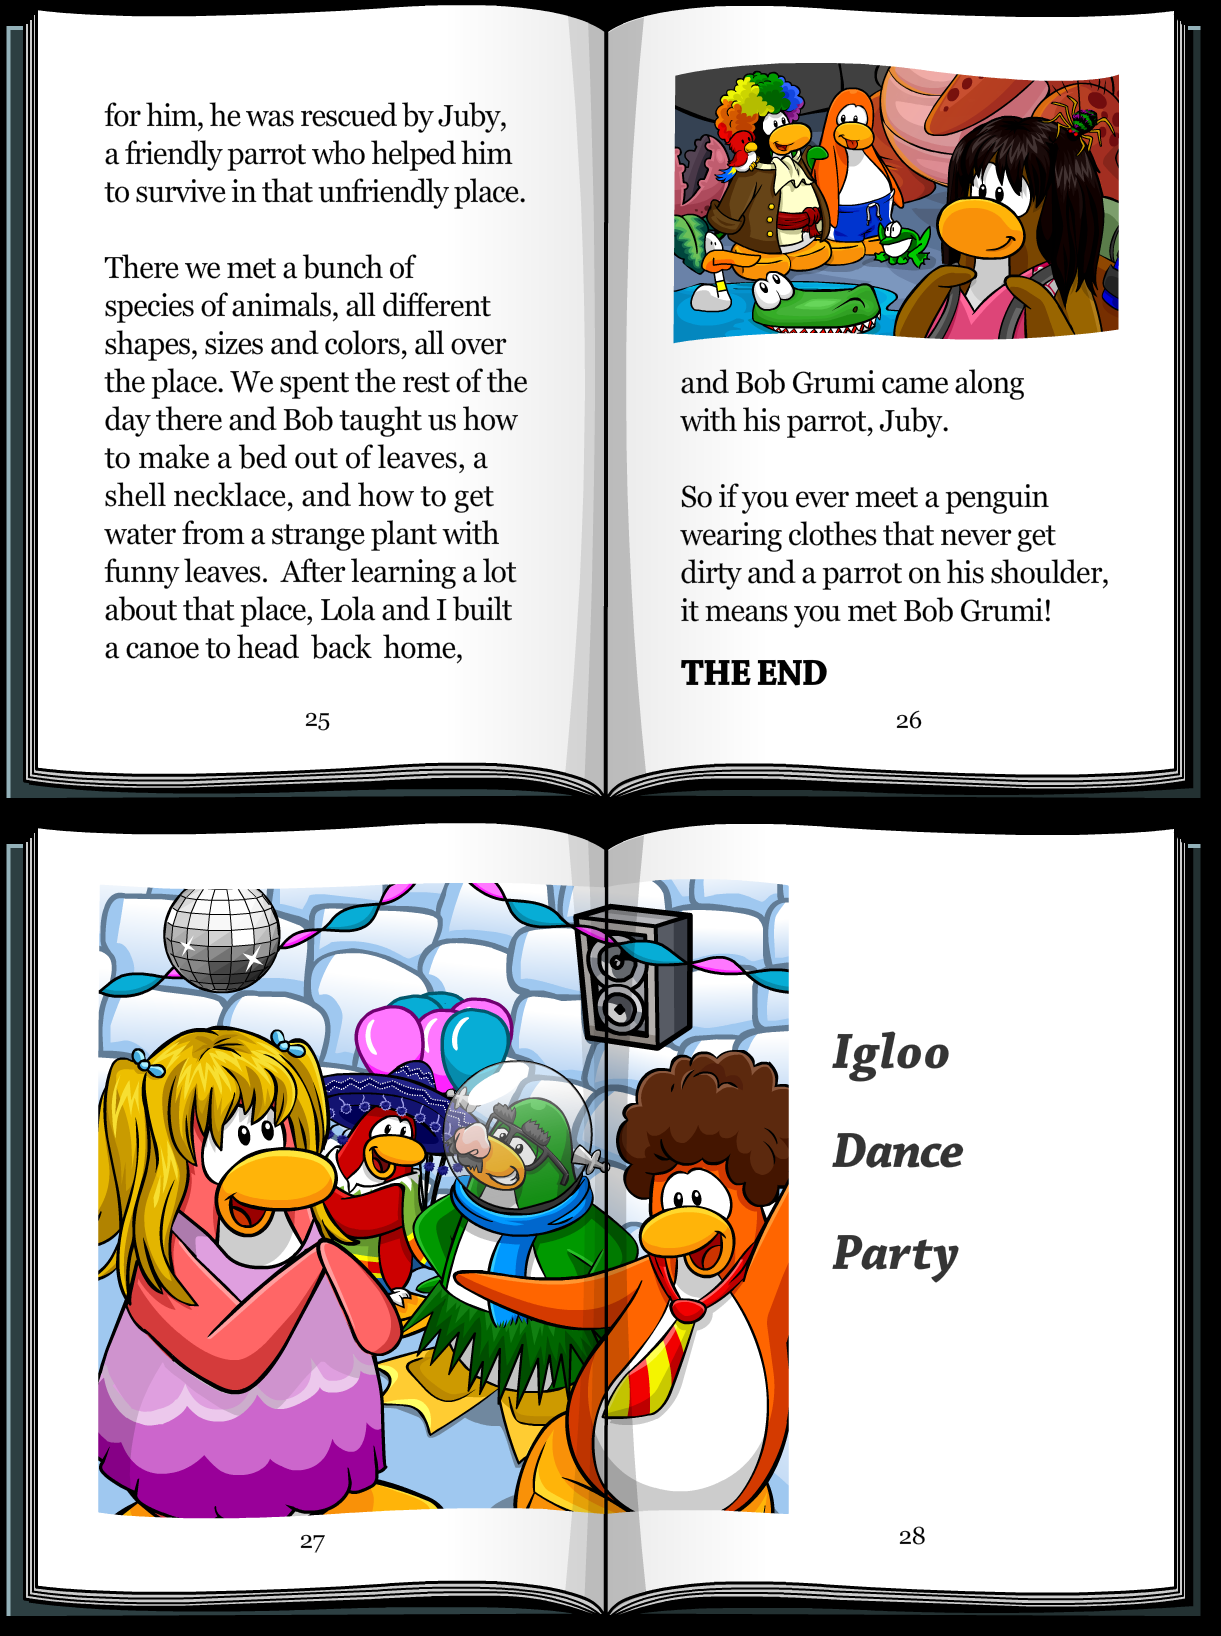 for him, he was rescued by Juby,
a friendly parrot who helped him
to survive in that unfriendly place.
There we met a bunch of
species of animals, all different
shapes, sizes and colors, all over
the place. We spent the rest of the
day there and Bob taught us how
to make a bed out of leaves, a
shell necklace, and how to get
water from a strange plant with
funny leaves.  After learning a lot
about that place, Lola and I built
a canoe to head  back  home,
25
and Bob Grumi came along
with his parrot, Juby.
So if you ever meet a penguin
wearing clothes that never get
dirty and a parrot on his shoulder,
it means you met Bob Grumi!
THE END
26
27
Igloo
Dance
Party
28